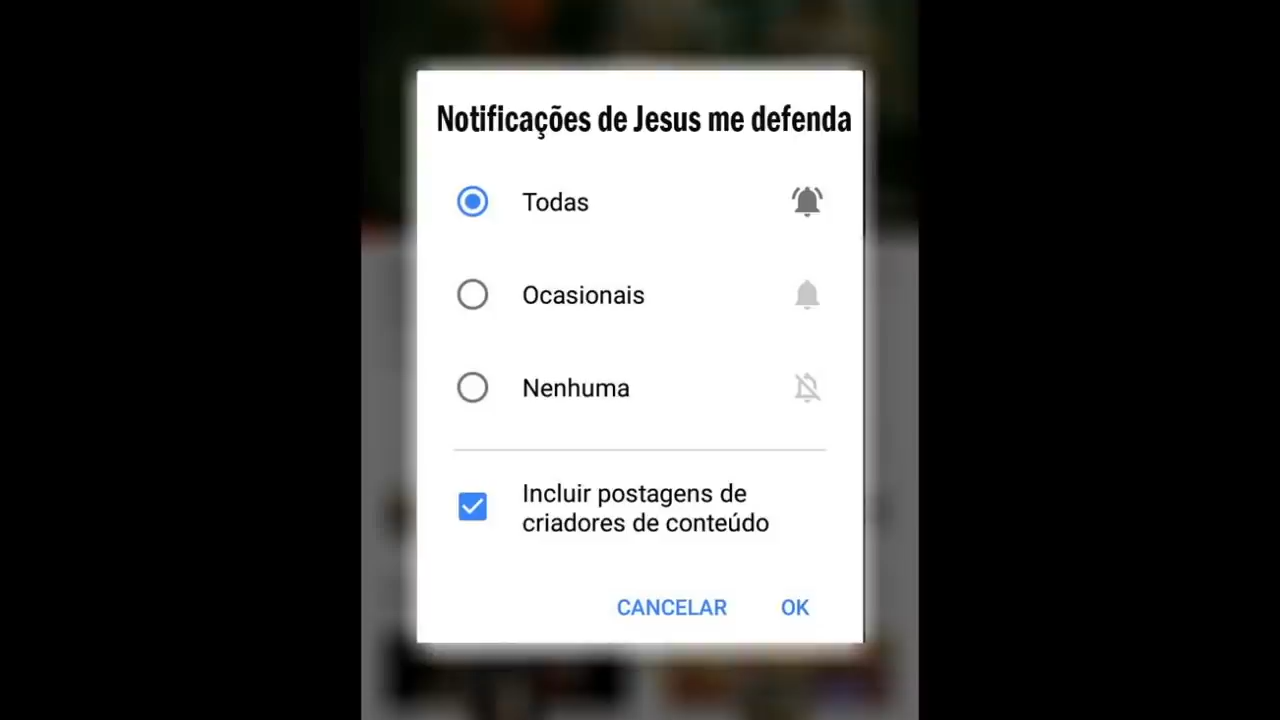 Notificações de Jesus me defenda
Todas
Ocasionais
Nenhuma
Incluir postagens de
criadores de conteúdo
CANCELAR OK